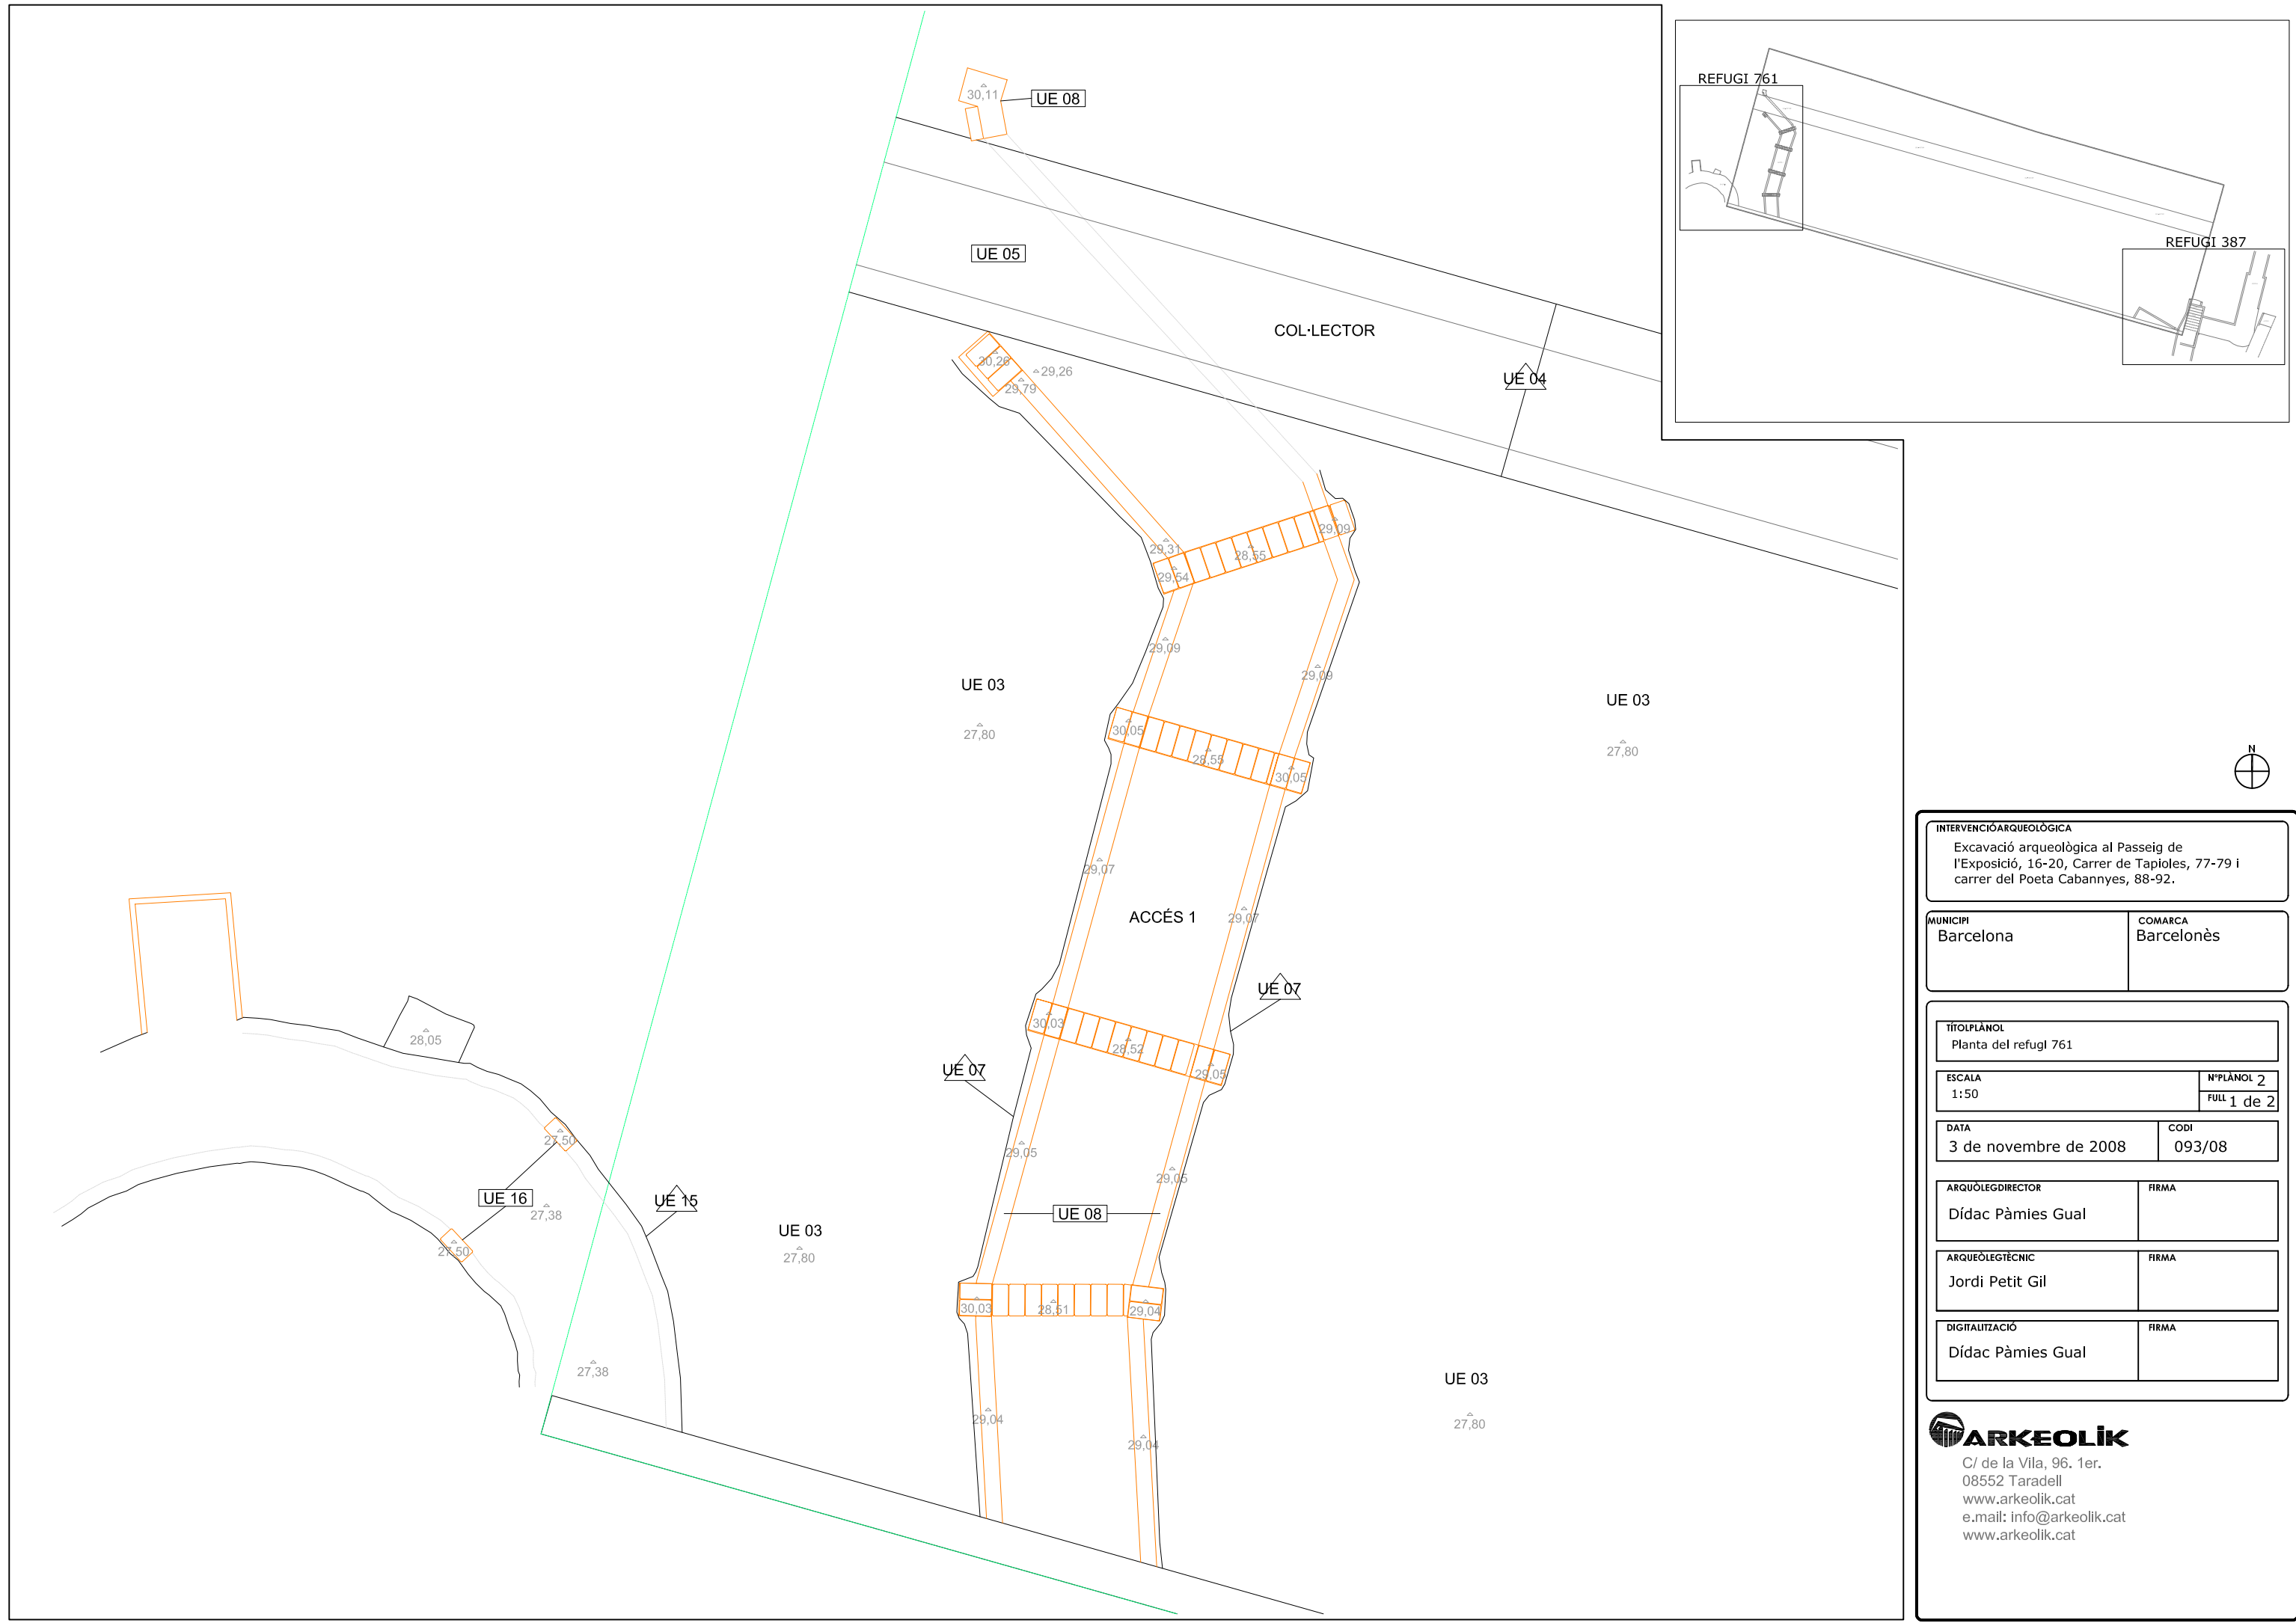 30,11
UE 08
UE 05
COL·LECTOR
UE 04
30,26
29,26
29,79
29,31
29,54
28,55
29,09
29,09
29,09
UE 03
27,80
UE 03
27,80
30,05
28,55
30,05
29,07
ACCÉS 1
29,07
UE 07
30,03
28,52
29,05
UE 07
28,05
27,50
UE 16
27,38
27,50
UE 15
29,05
29,05
UE 08
UE 03
27,80
30,03
28,51
29,04
27,38
29,04
29,04
UE 03
27,80
REFUGI 761
REFUGI 387
N
INTERVENCIÓARQUEOLÒGICA
Excavació arqueològica al Passeig de
l'Exposició, 16-20, Carrer de Tapioles, 77-79 i
carrer del Poeta Cabannyes, 88-92.
MUNICIPI
Barcelona
COMARCA
Barcelonès
TÍTOLPLÀNOL
Planta del refugi 761
ESCALA
1:50
NºPLÀNOL 2
FULL 1 de 2
DATA
3 de novembre de 2008
CODI
093/08
ARQUÒLEGDIRECTOR
Dídac Pàmies Gual
FIRMA
ARQUEÒLEGTÈCNIC
Jordi Petit Gil
FIRMA
DIGITALITZACIÓ
Dídac Pàmies Gual
FIRMA
ARKEOLİK
C/ de la Vila, 96. 1er.
08552 Taradell
www.arkeolik.cat
e.mail: info@arkeolik.cat
www.arkeolik.cat